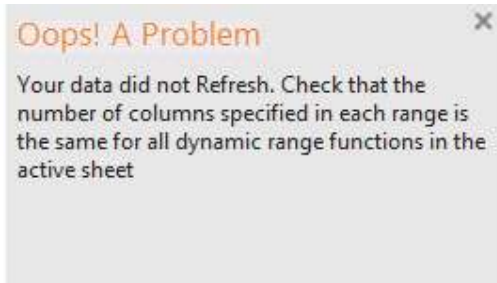 Oops! A Problem
Your data did not Refresh. Check that the
number of columns specified in each range is
the same for all dynamic range functions in the
active sheet